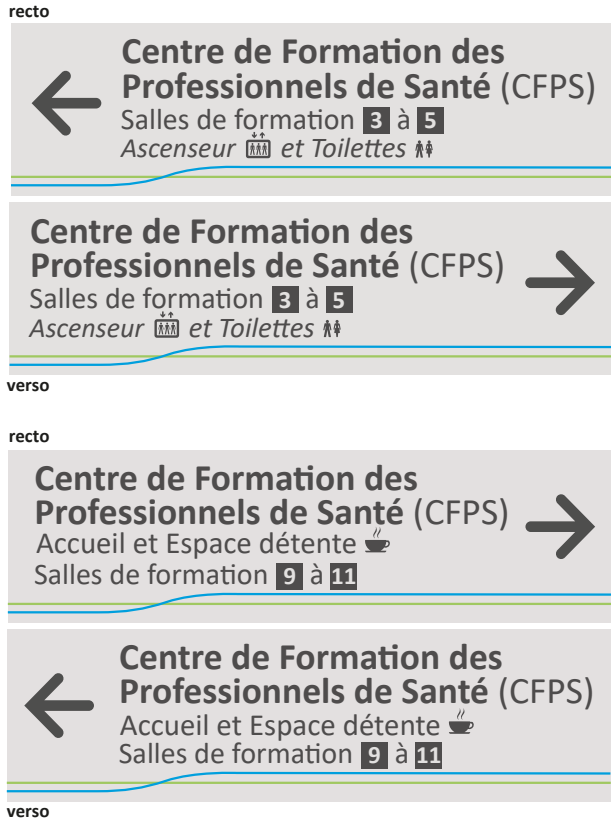 recto
Centre de Formation des
Professionnels de Santé (CFPS)
Salles de formation 3 à 5
Ascenseur et Toilettes
Centre de Formation des
Professionnels de Santé (CFPS)
Salles de formation 3 à 5
Ascenseur et Toilettes
verso
recto
Centre de Formation des
Professionnels de Santé (CFPS)
Accueil et Espace détente
Salles de formation 9 à 11
Centre de Formation des
Professionnels de Santé (CFPS)
Accueil et Espace détente
Salles de formation 9 à 11
verso